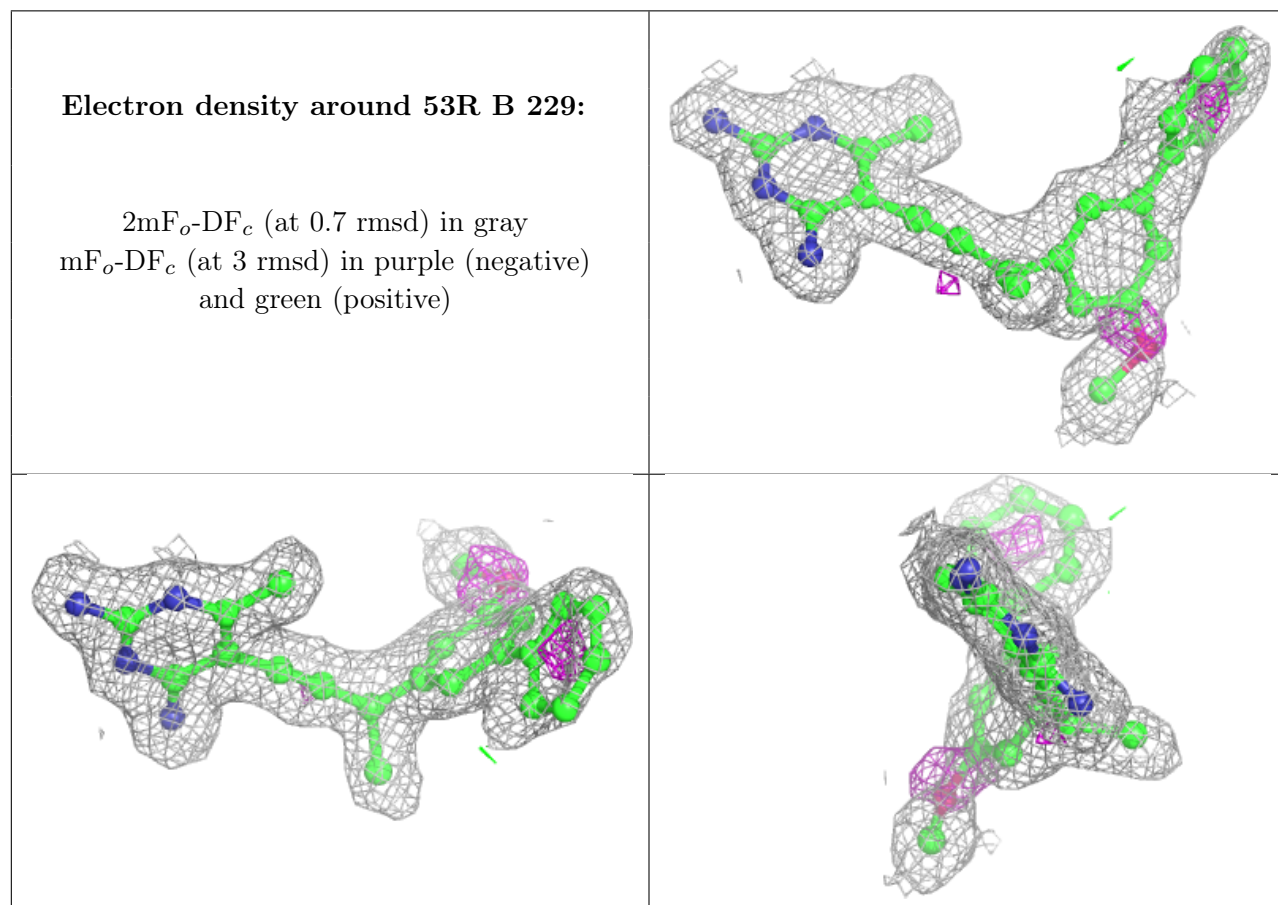 Electron density around 53R B 229:
2mFo-DFc (at 0.7 rmsd) in gray
mFo-DFc (at 3 rmsd) in purple (negative)
and green (positive)